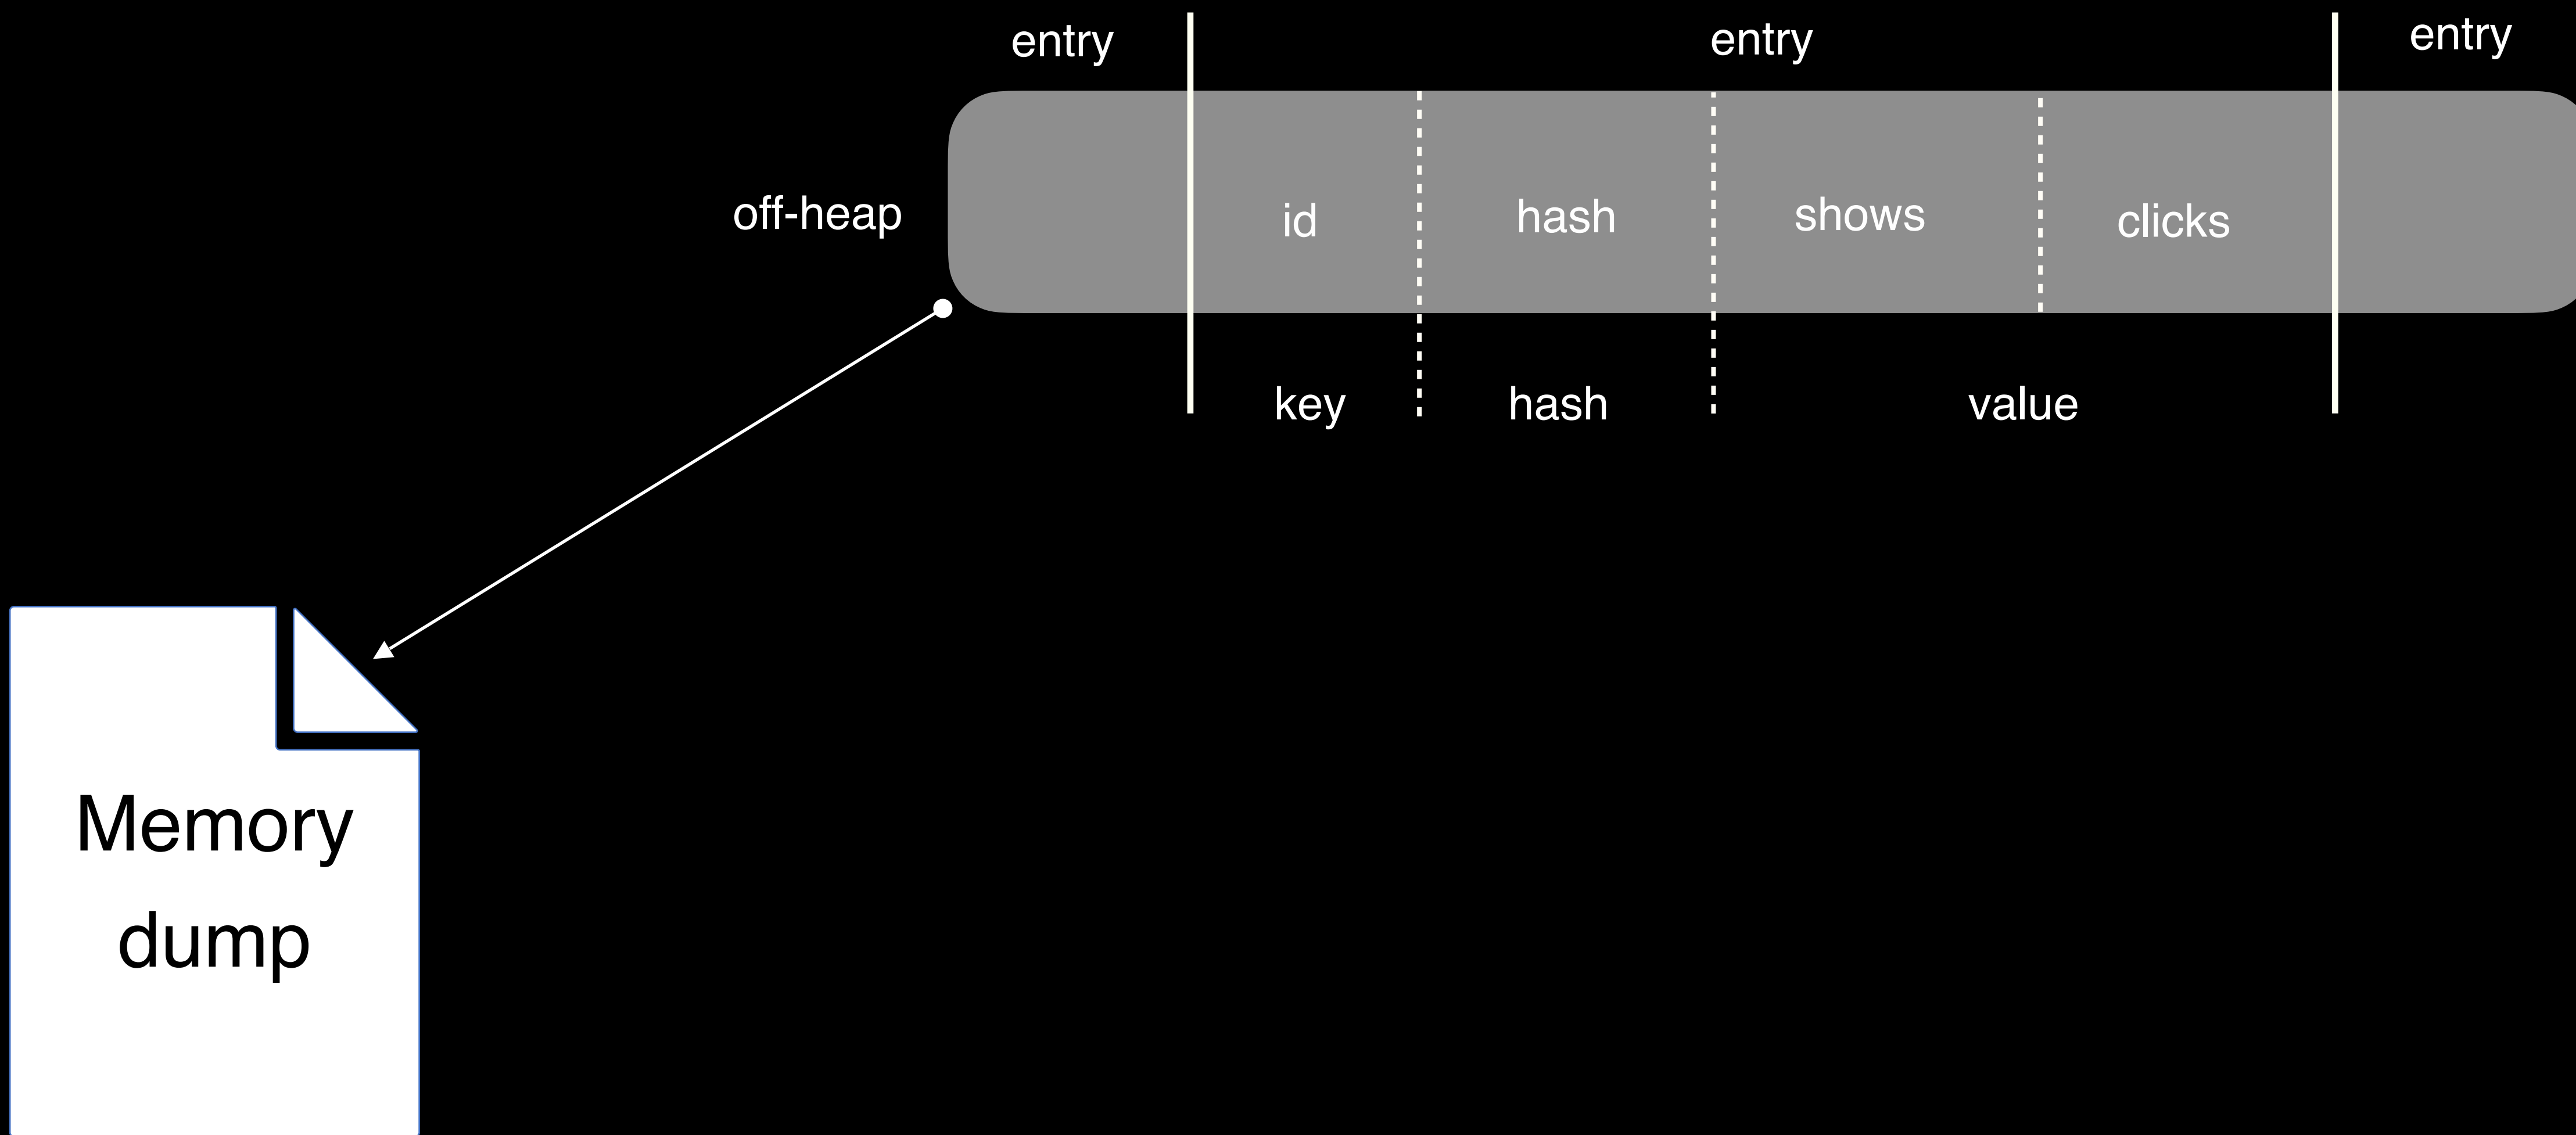 entry entry entry
off-heap id hash shows clicks
key hash value
Memory
dump